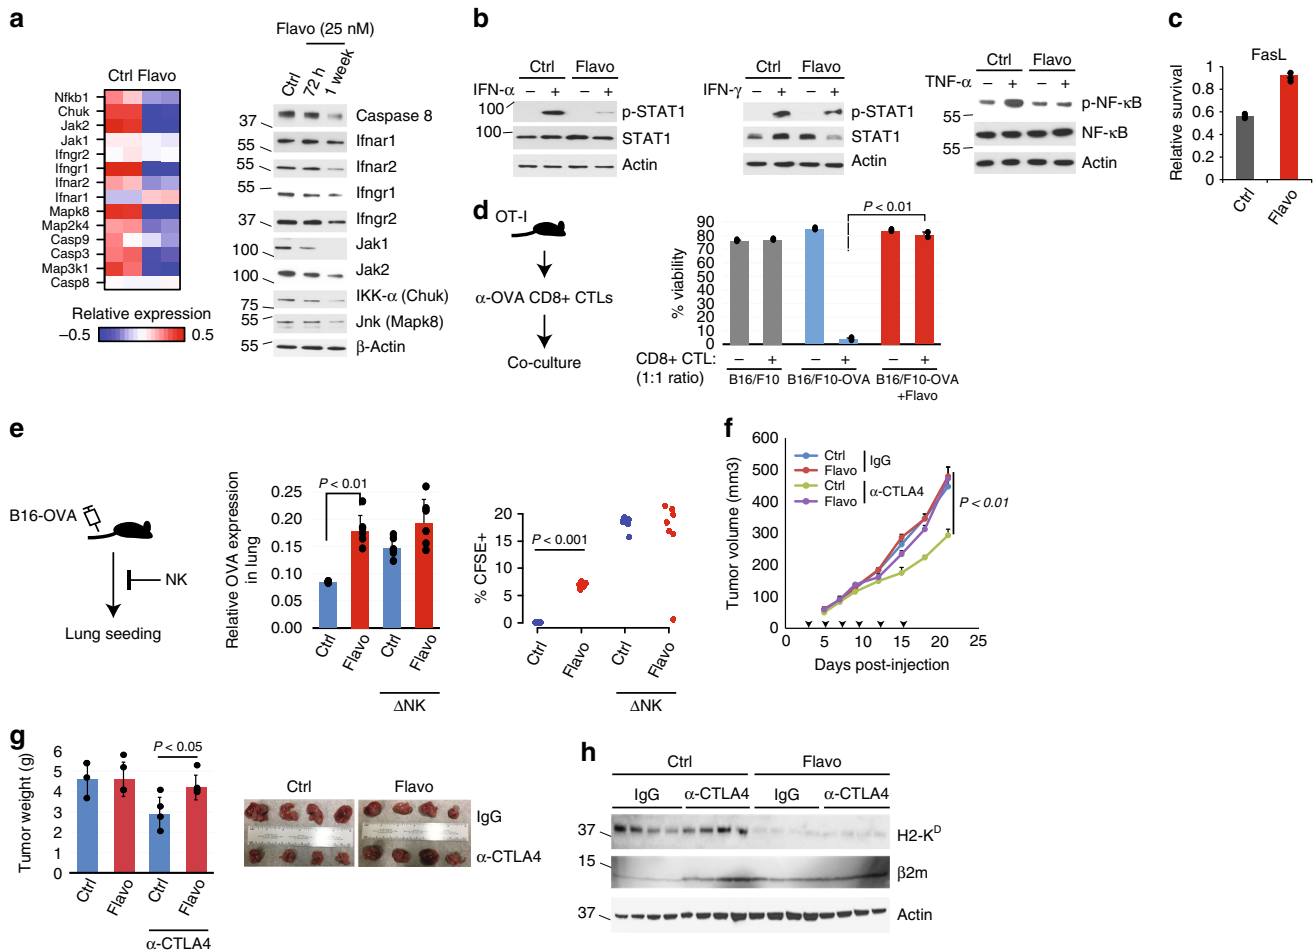 a
Ctrl Flavo
Nfkb1
Chuk
Jak2
Jak1
Ifngr2
Ifngr1
Ifnar2
Ifnar1
Mapk8
Map2k4
Casp9
Casp3
Map3k1
Casp8
Relative expression
−0.5 0.5
Flavo (25 nM)
Ctrl 72 h 1 week
37 Caspase 8
55 Ifnar1
55 Ifnar2
55 Ifngr1
37 Ifngr2
100 Jak1
100 Jak2
75 IKK-α (Chuk)
55 Jnk (Mapk8)
55 β-Actin
b
Ctrl Flavo
IFN-α − + − +
100 p-STAT1
100 STAT1
Actin
Ctrl Flavo
IFN-γ − + − +
p-STAT1
STAT1
Actin
Ctrl Flavo
TNF-α − + − +
55 p-NF-κB
55 NF-κB
Actin
c
FasL
Relative survival
1
0.8
0.6
0.4
0.2
0
Ctrl Flavo
d
OT-I
α-OVA CD8+ CTLs
Co-culture
% viability
90
80
70
60
50
40
30
20
10
0
P < 0.01
CD8+ CTL: − + − + − +
(1:1 ratio) B16/F10 B16/F10-OVA B16/F10-OVA
+Flavo
e
B16-OVA
NK
Lung seeding
Relative OVA expression
in lung
0.25
0.20
0.15
0.10
0.05
0.00
P < 0.01
Ctrl Flavo Ctrl Flavo
ΔNK
% CFSE+
20
15
10
5
0
P < 0.001
Ctrl Flavo Ctrl Flavo
ΔNK
f
Tumor volume (mm3)
600
500
400
300
200
100
0
Ctrl
Flavo
IgG
Ctrl
Flavo
α-CTLA4
P < 0.01
0 5 10 15 20 25
Days post-injection
g
Tumor weight (g)
6
5
4
3
2
1
0
P < 0.05
Ctrl Flavo Ctrl Flavo
α-CTLA4
Ctrl Flavo
IgG
α-CTLA4
h
Ctrl Flavo
IgG α-CTLA4 IgG α-CTLA4
37 H2-Kᴰ
15 β2m
37 Actin